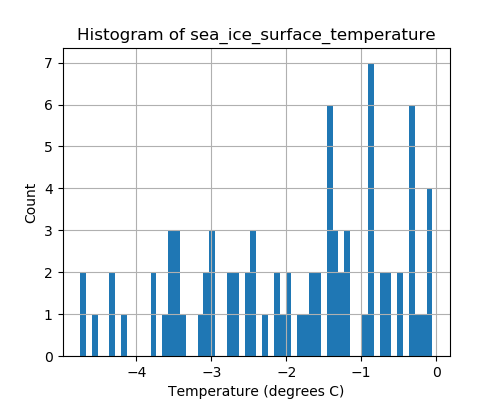 Histogram of sea_ice_surface_temperature
7
6
5
4
3
2
1
0
Count
−4 −3 −2 −1 0
Temperature (degrees C)